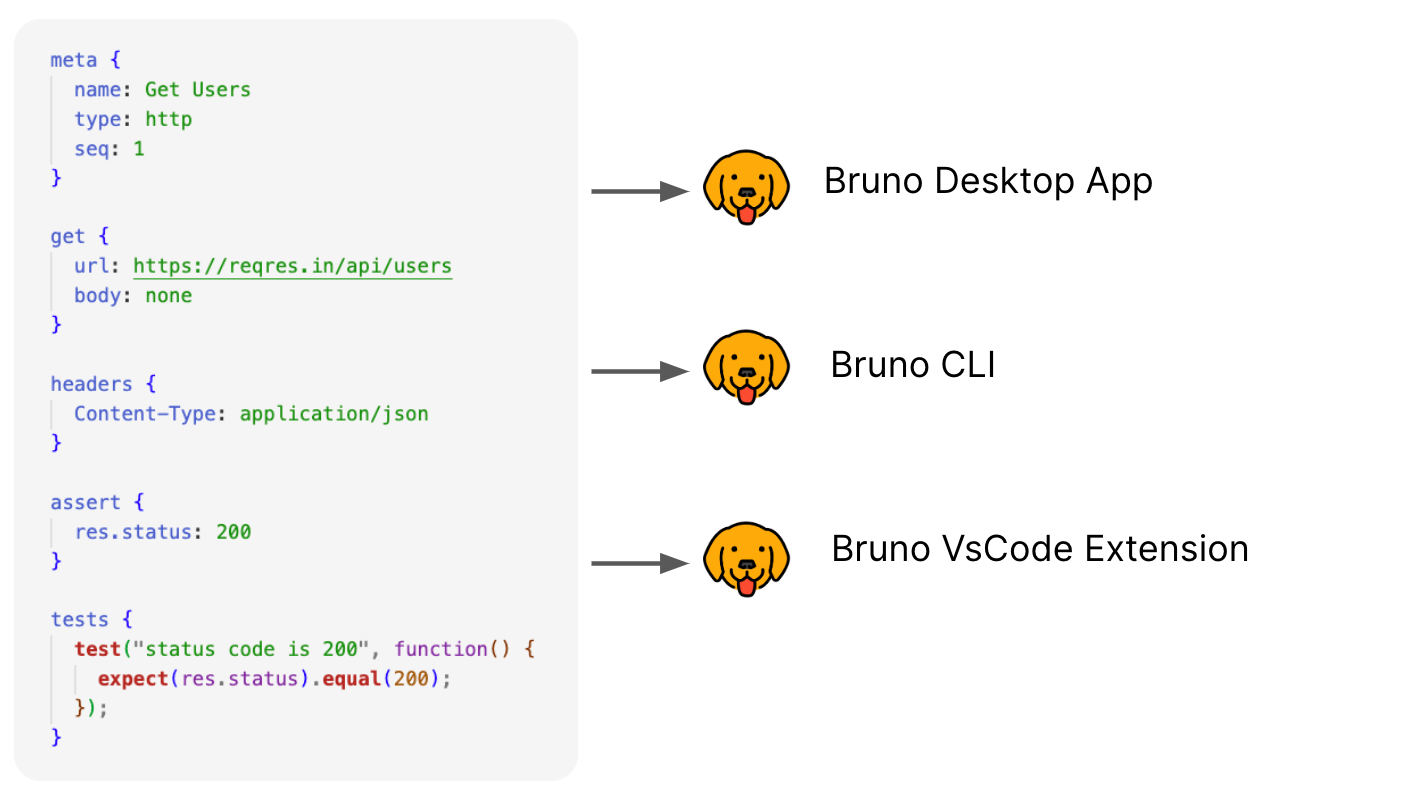 meta {
  name: Get Users
  type: http
  seq: 1
}
get {
  url: https://reqres.in/api/users
  body: none
}
headers {
  Content-Type: application/json
}
assert {
  res.status: 200
}
tests {
  test("status code is 200", function() {
    expect(res.status).equal(200);
  });
}
Bruno Desktop App
Bruno CLI
Bruno VsCode Extension